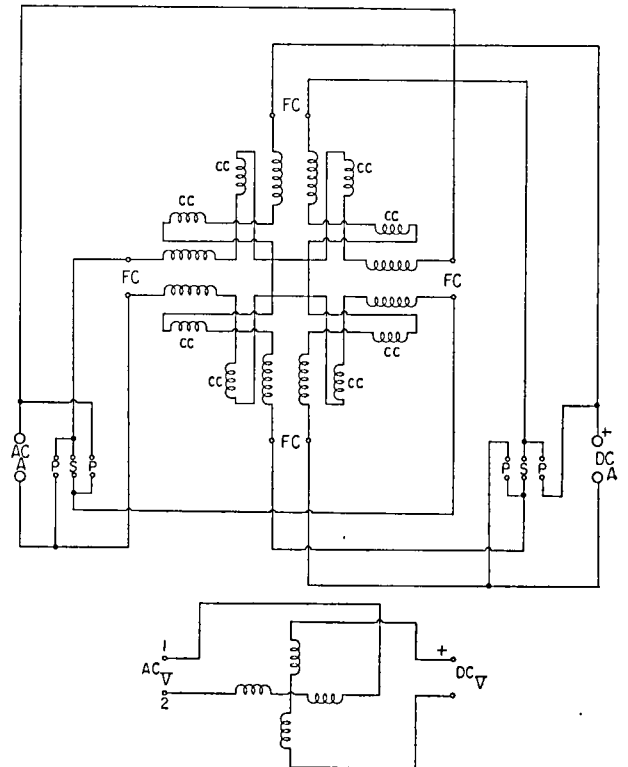 FC
CC CC
CC CC
FC FC
CC CC
CC CC
FC
AC A P S P
P S P + DC A
1 +
AC V DC V
2